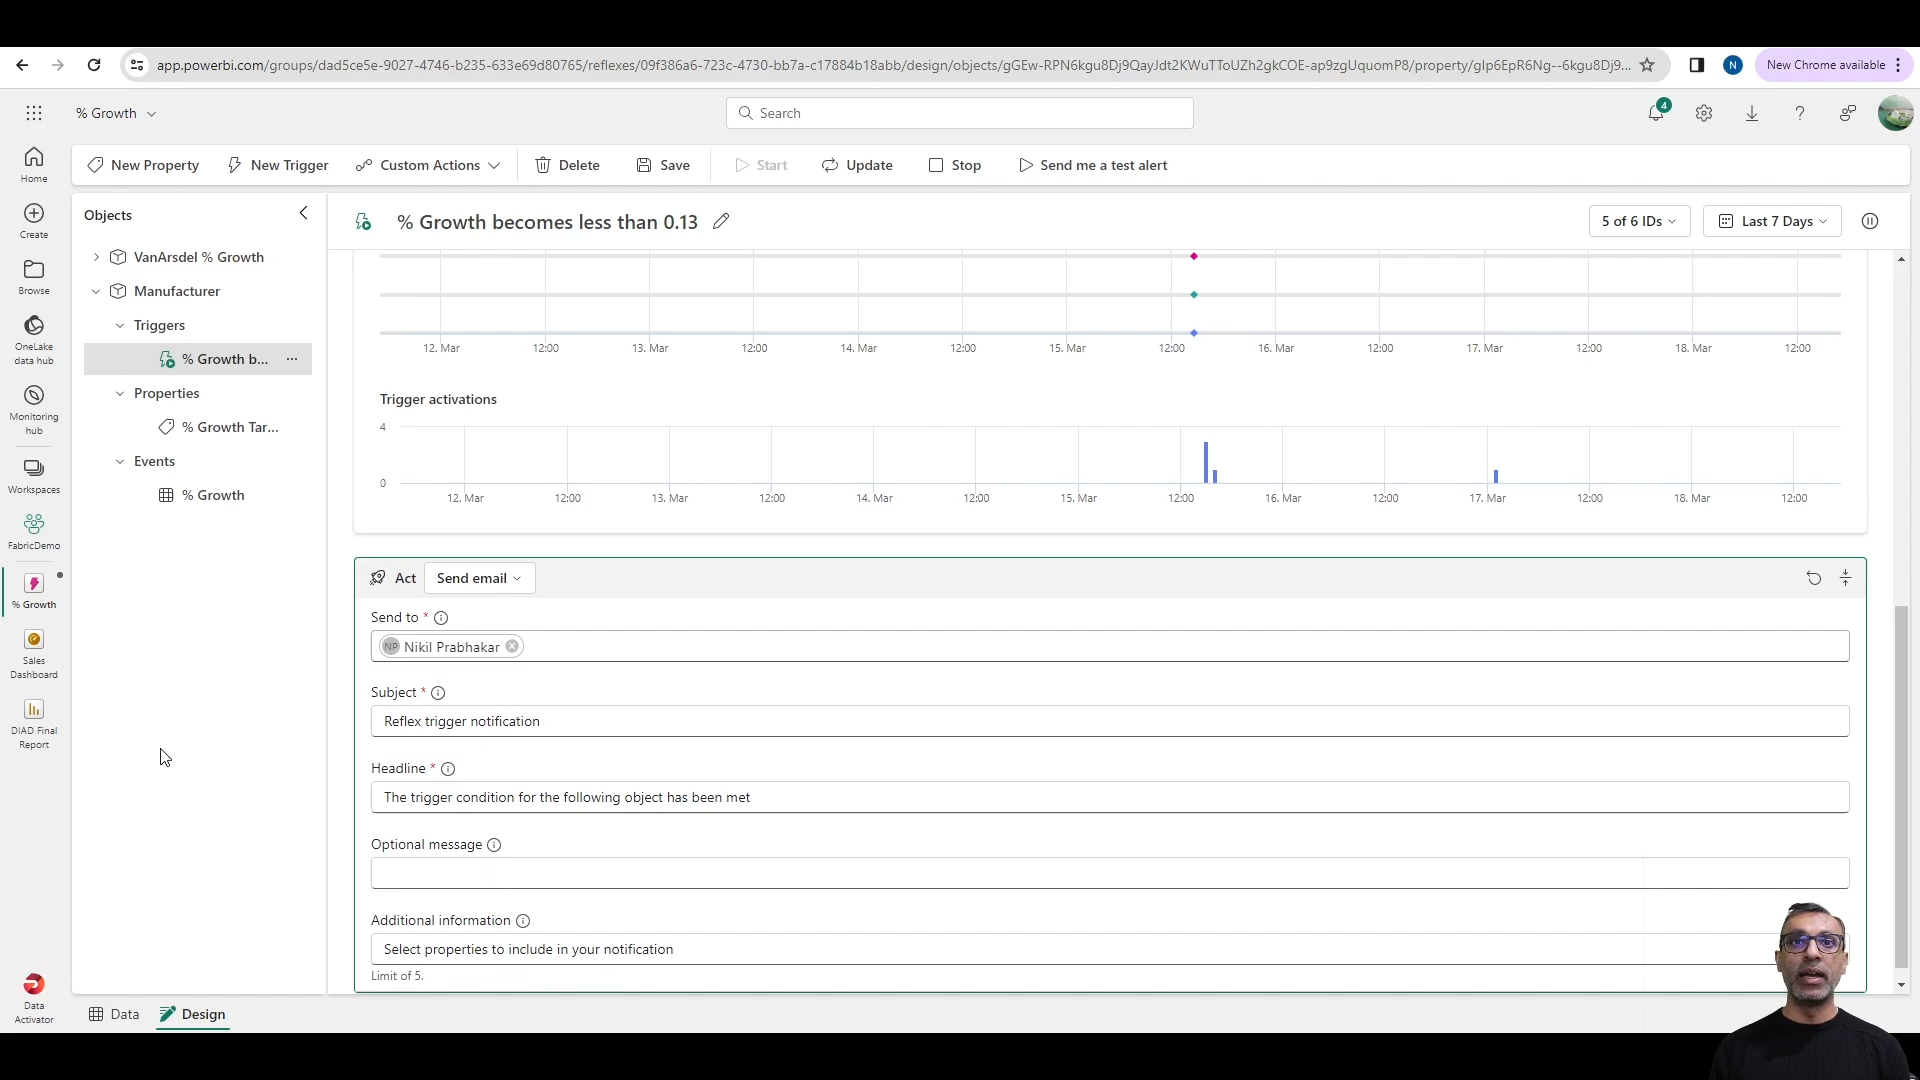 app.powerbi.com/groups/dad5ce5e-9027-4746-b235-633e69d80765/reflexes/09f386a6-723c-4730-bb7a-c17884b18abb/design/objects/gGEw-RPN6kgu8Dj9QayJdt2KWuTToUZh2gkCOE-ap9zgUquomP8/property/gIp6EpR6Ng--6kgu8Dj9...
N
New Chrome available
% Growth
Search
4
New Property
New Trigger
Custom Actions
Delete
Save
Start
Update
Stop
Send me a test alert
Home
Create
Browse
OneLake
data hub
Monitoring
hub
Workspaces
FabricDemo
% Growth
Sales
Dashboard
DIAD Final
Report
Data
Activator
Objects
VanArsdel % Growth
Manufacturer
Triggers
% Growth b...
Properties
% Growth Tar...
Events
% Growth
% Growth becomes less than 0.13
5 of 6 IDs
Last 7 Days
12. Mar 12:00 13. Mar 12:00 14. Mar 12:00 15. Mar 12:00 16. Mar 12:00 17. Mar 12:00 18. Mar 12:00
Trigger activations
4
0
12. Mar 12:00 13. Mar 12:00 14. Mar 12:00 15. Mar 12:00 16. Mar 12:00 17. Mar 12:00 18. Mar 12:00
Act
Send email
Send to *
NP Nikil Prabhakar
Subject *
Reflex trigger notification
Headline *
The trigger condition for the following object has been met
Optional message
Additional information
Select properties to include in your notification
Limit of 5.
Data
Design